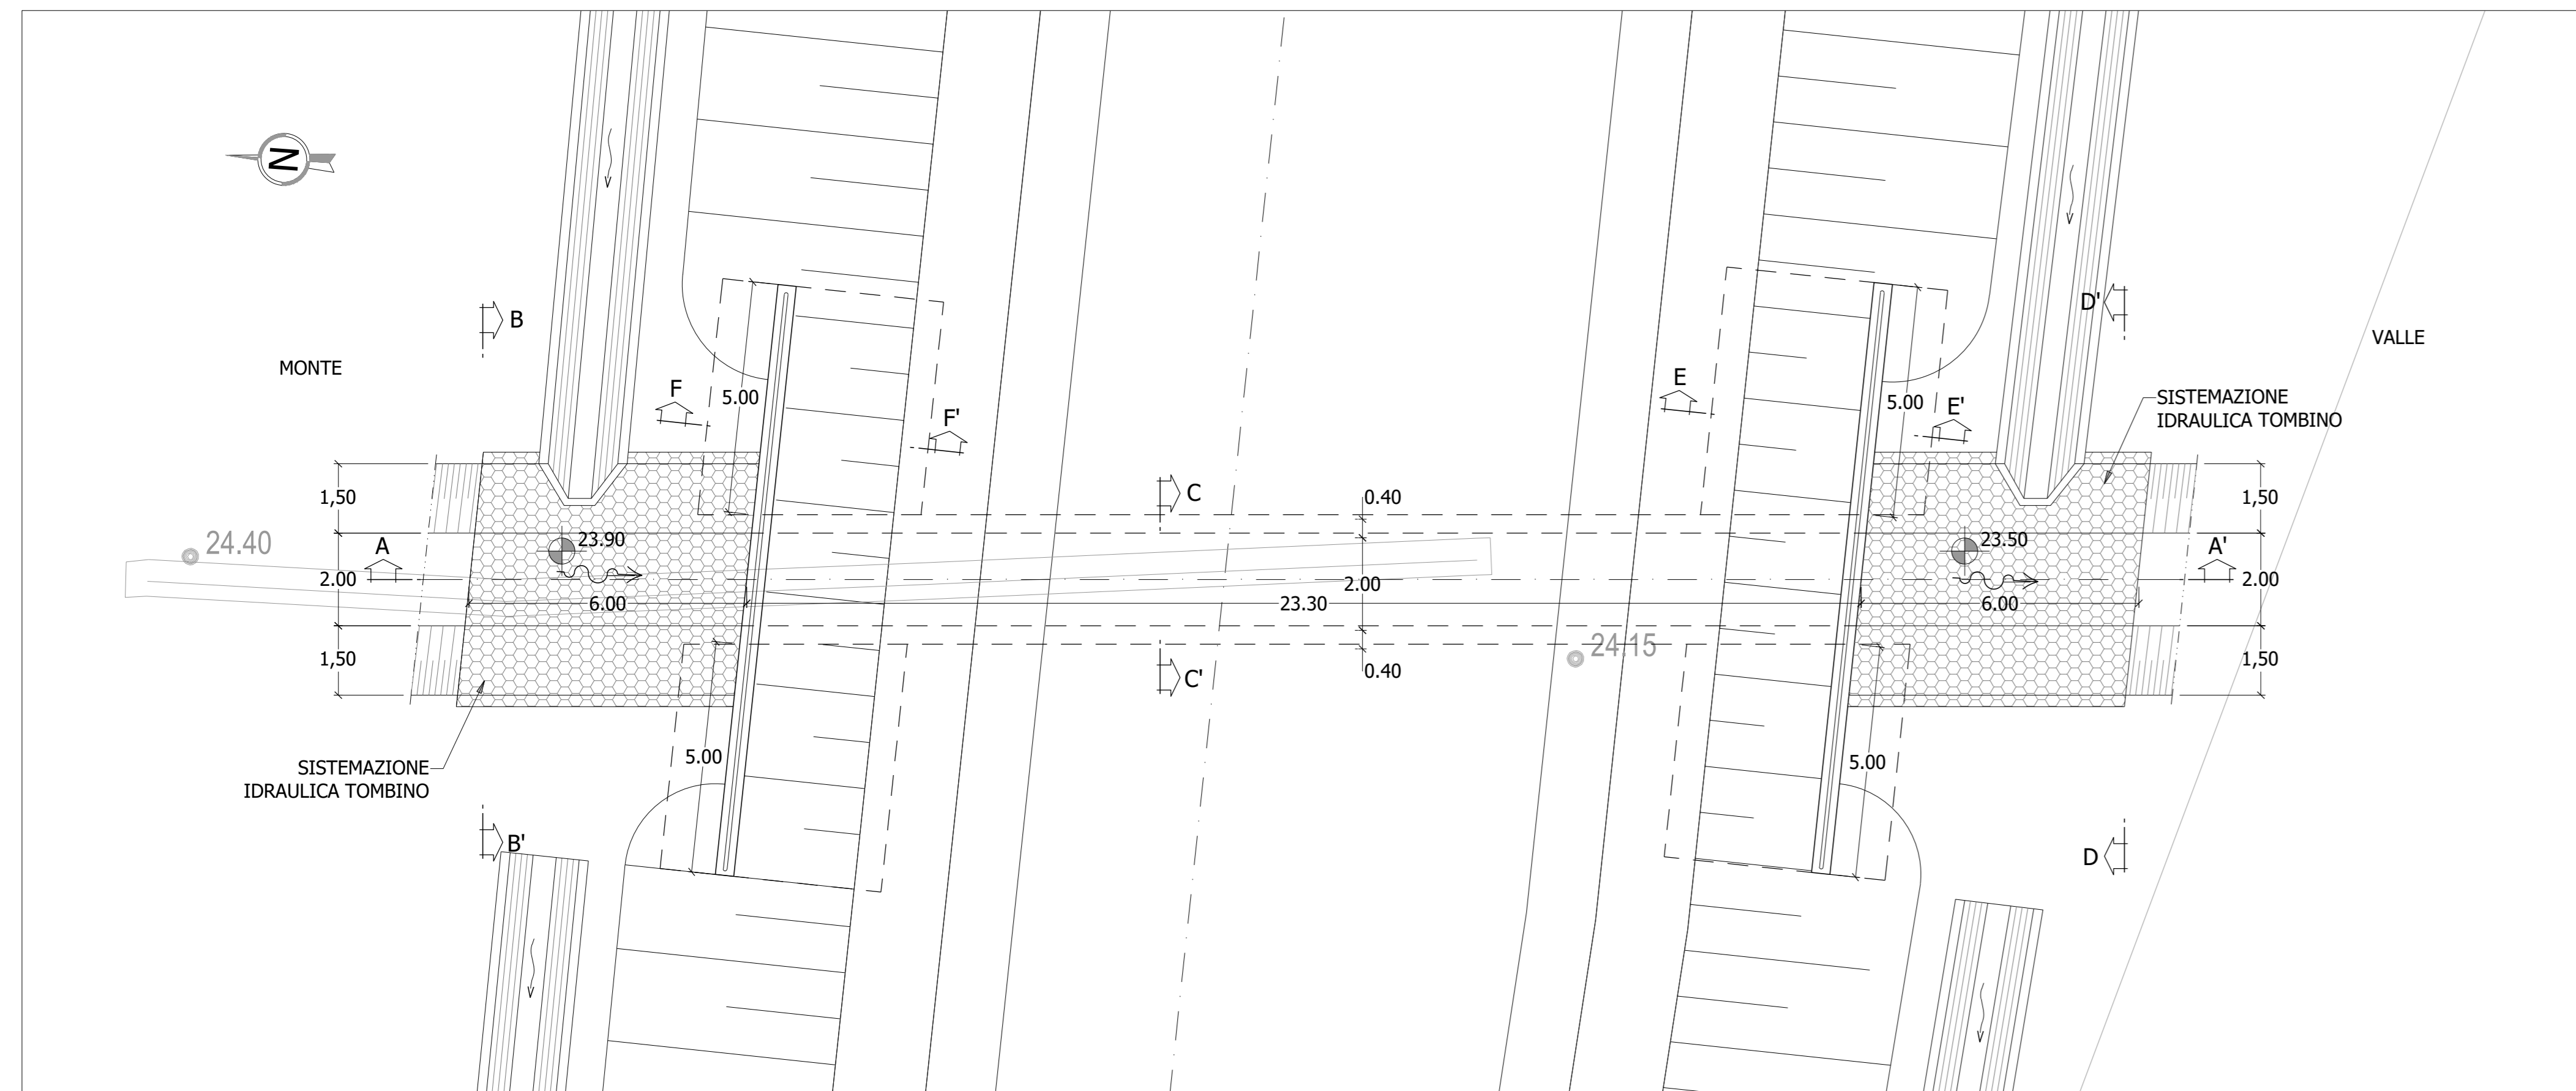 N
B
D'
MONTE
VALLE
F
5.00
F'
E
5.00
E'
SISTEMAZIONE
IDRAULICA TOMBINO
1,50
C
0.40
1,50
24.40
A
23.90
23.50
A'
2.00
6.00
2.00
23.30
6.00
2.00
24.15
1,50
C'
0.40
1,50
5.00
5.00
SISTEMAZIONE
IDRAULICA TOMBINO
B'
D